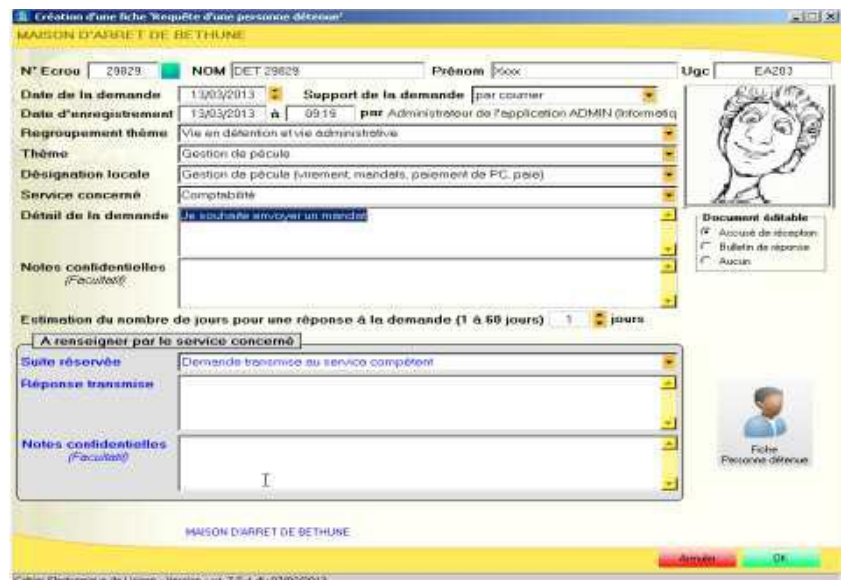 Création d'une fiche 'Requête d'une personne détenue'
MAISON D'ARRET DE BETHUNE
N° Ecrou 29829 NOM DET 29829 Prénom Xxxx Ugc EA203
Date de la demande 13/03/2013 Support de la demande par courrier
Date d'enregistrement 13/03/2013 à 09:16 par Administrateur de l'application ADMIN (Informatiq
Regroupement thème Vie en détention et vie administrative
Thème Gestion de pécule
Désignation locale Gestion de pécule (virement, mandats, paiement de PC, paie)
Service concerné Comptabilité
Détail de la demande Je souhaite envoyer un mandat
Document éditable
Accusé de réception
Bulletin de réponse
Aucun
Notes confidentielles
(Facultatif)
Estimation du nombre de jours pour une réponse à la demande (1 à 60 jours) 1 jours
A renseigner par le service concerné
Suite réservée Demande transmise au service compétent
Réponse transmise
Notes confidentielles
(Facultatif)
Fiche
Personne détenue
MAISON D'ARRET DE BETHUNE
Annuler OK